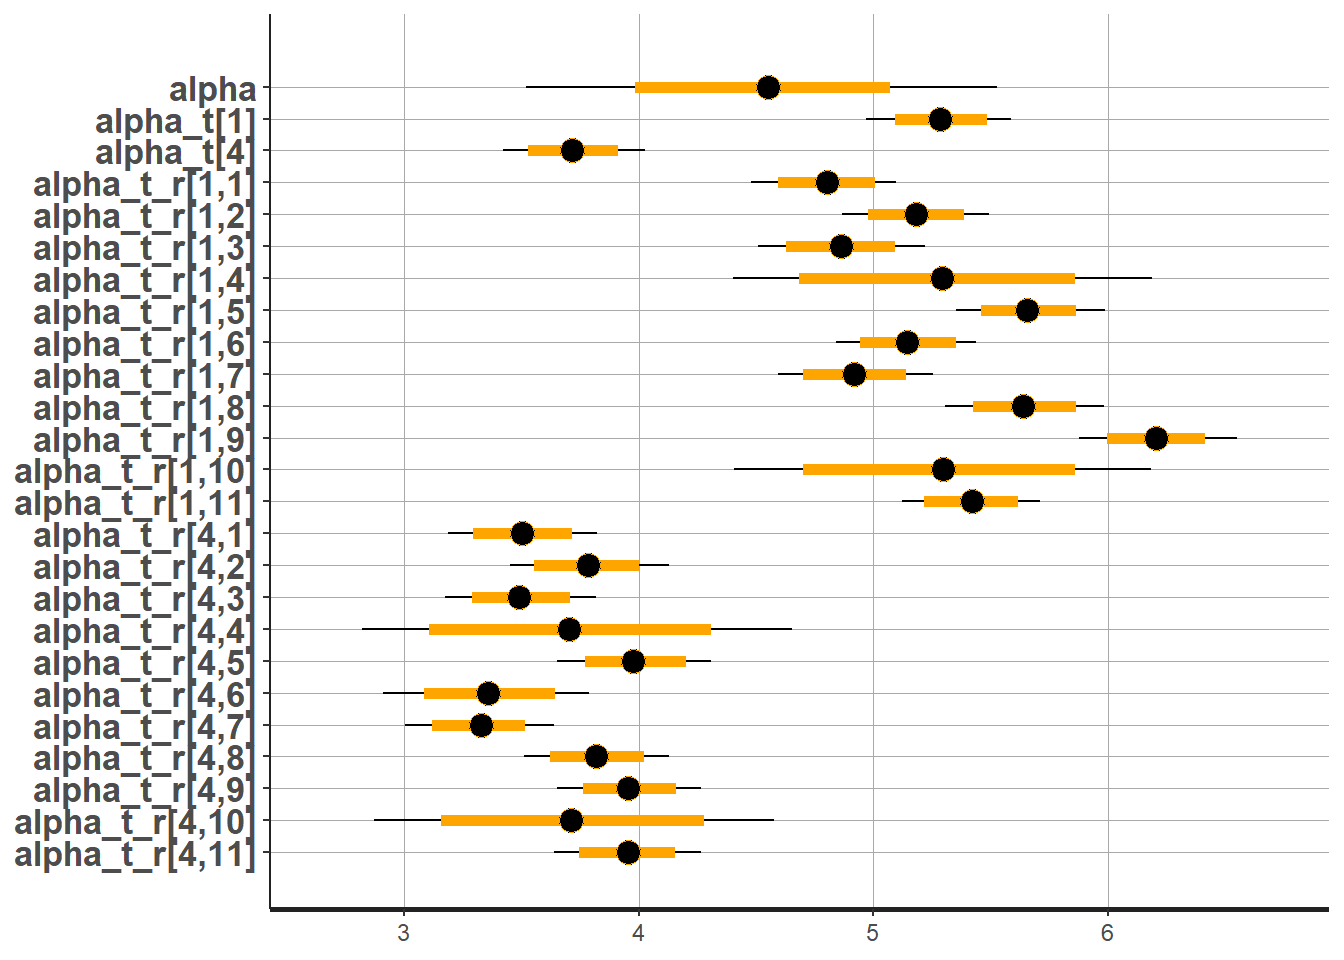 alpha
alpha_t[1]
alpha_t[4]
alpha_t_r[1,1]
alpha_t_r[1,2]
alpha_t_r[1,3]
alpha_t_r[1,4]
alpha_t_r[1,5]
alpha_t_r[1,6]
alpha_t_r[1,7]
alpha_t_r[1,8]
alpha_t_r[1,9]
alpha_t_r[1,10]
alpha_t_r[1,11]
alpha_t_r[4,1]
alpha_t_r[4,2]
alpha_t_r[4,3]
alpha_t_r[4,4]
alpha_t_r[4,5]
alpha_t_r[4,6]
alpha_t_r[4,7]
alpha_t_r[4,8]
alpha_t_r[4,9]
alpha_t_r[4,10]
alpha_t_r[4,11]
3 4 5 6